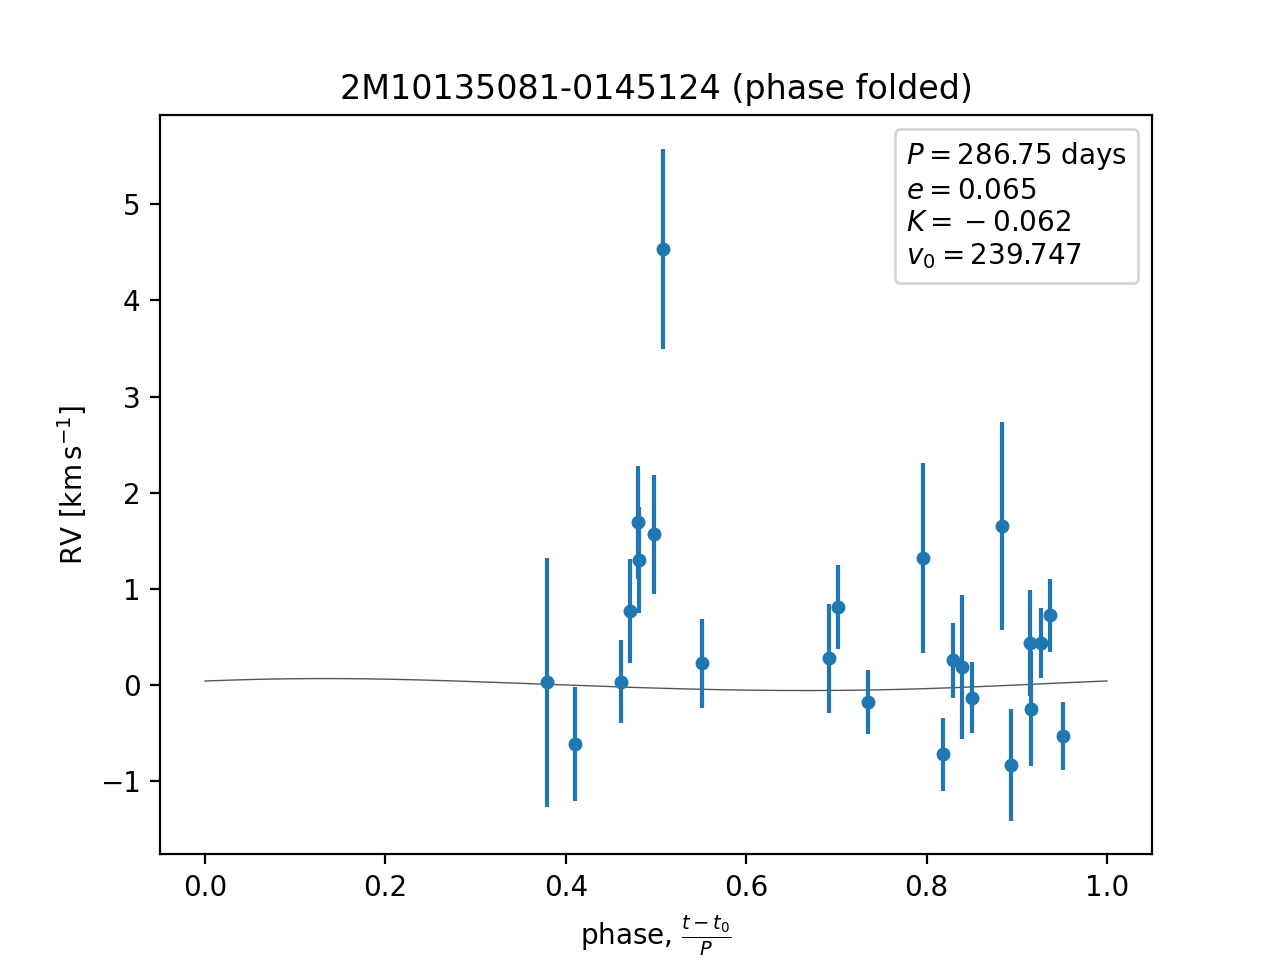 2M10135081-0145124 (phase folded)
P = 286.75 days
e = 0.065
K = −0.062
v₀ = 239.747
RV [km s⁻¹]
5
4
3
2
1
0
−1
0.0 0.2 0.4 0.6 0.8 1.0
phase, (t − t₀)/P